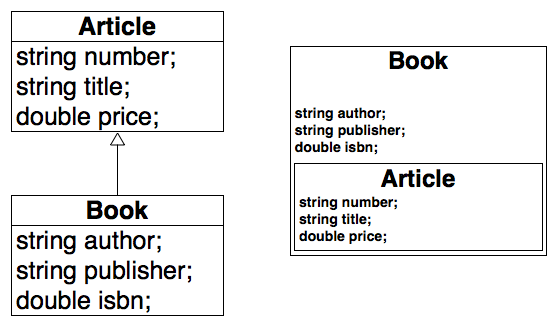 Article
string number;
string title;
double price;
Book
string author;
string publisher;
double isbn;
Book
string author;
string publisher;
double isbn;
Article
string number;
string title;
double price;